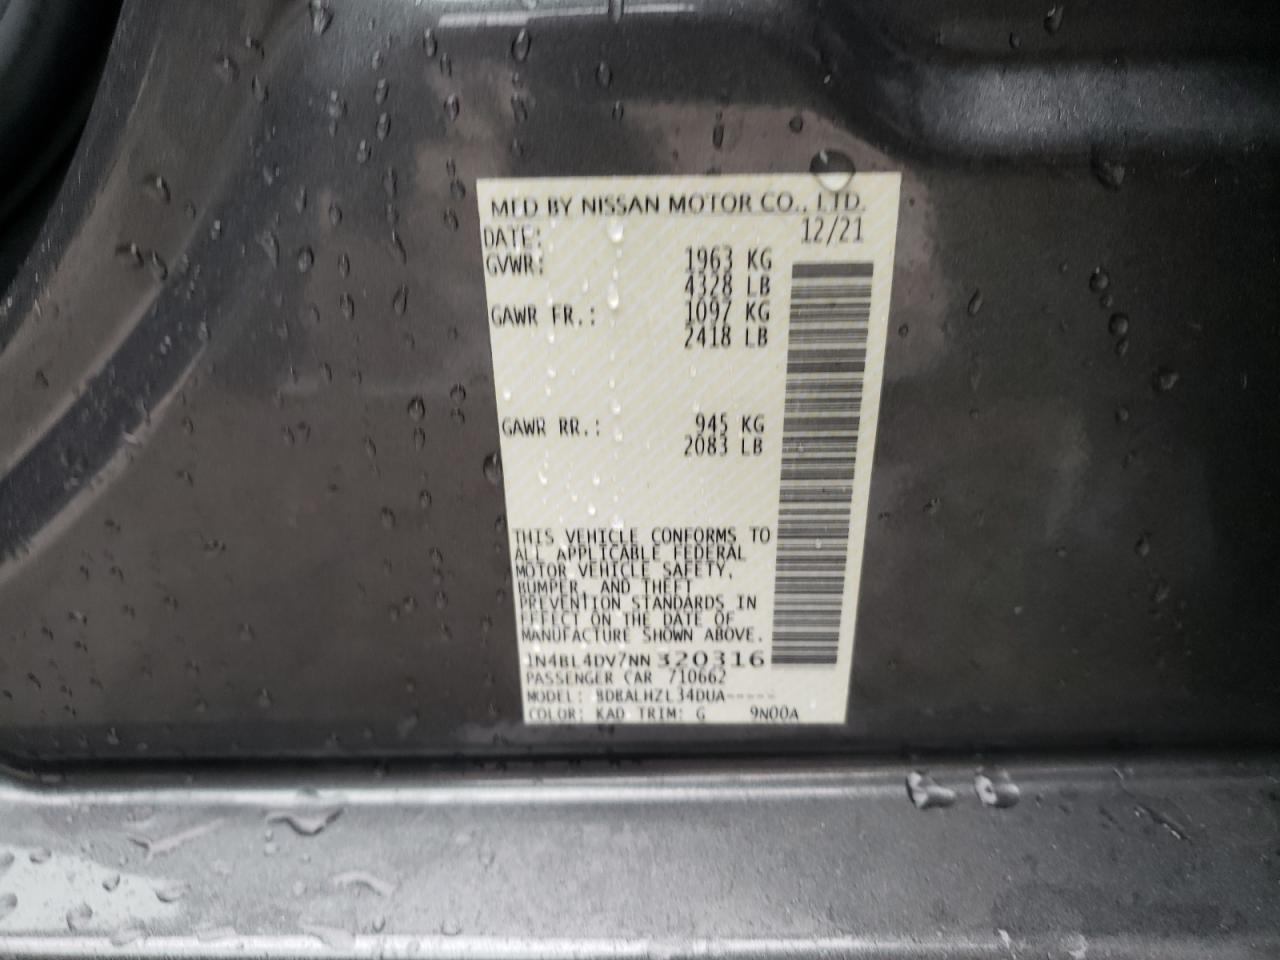 MFD BY NISSAN MOTOR CO., LTD.
DATE: 12/21
GVWR: 1963 KG
4328 LB
GAWR FR.: 1097 KG
2418 LB
GAWR RR.: 945 KG
2083 LB
THIS VEHICLE CONFORMS TO
ALL APPLICABLE FEDERAL
MOTOR VEHICLE SAFETY,
BUMPER, AND THEFT
PREVENTION STANDARDS IN
EFFECT ON THE DATE OF
MANUFACTURE SHOWN ABOVE.
1N4BL4DV7NN320316
PASSENGER CAR 710662
MODEL: BDBALHZL34DUA-----
COLOR: KAD TRIM: G 9N00A